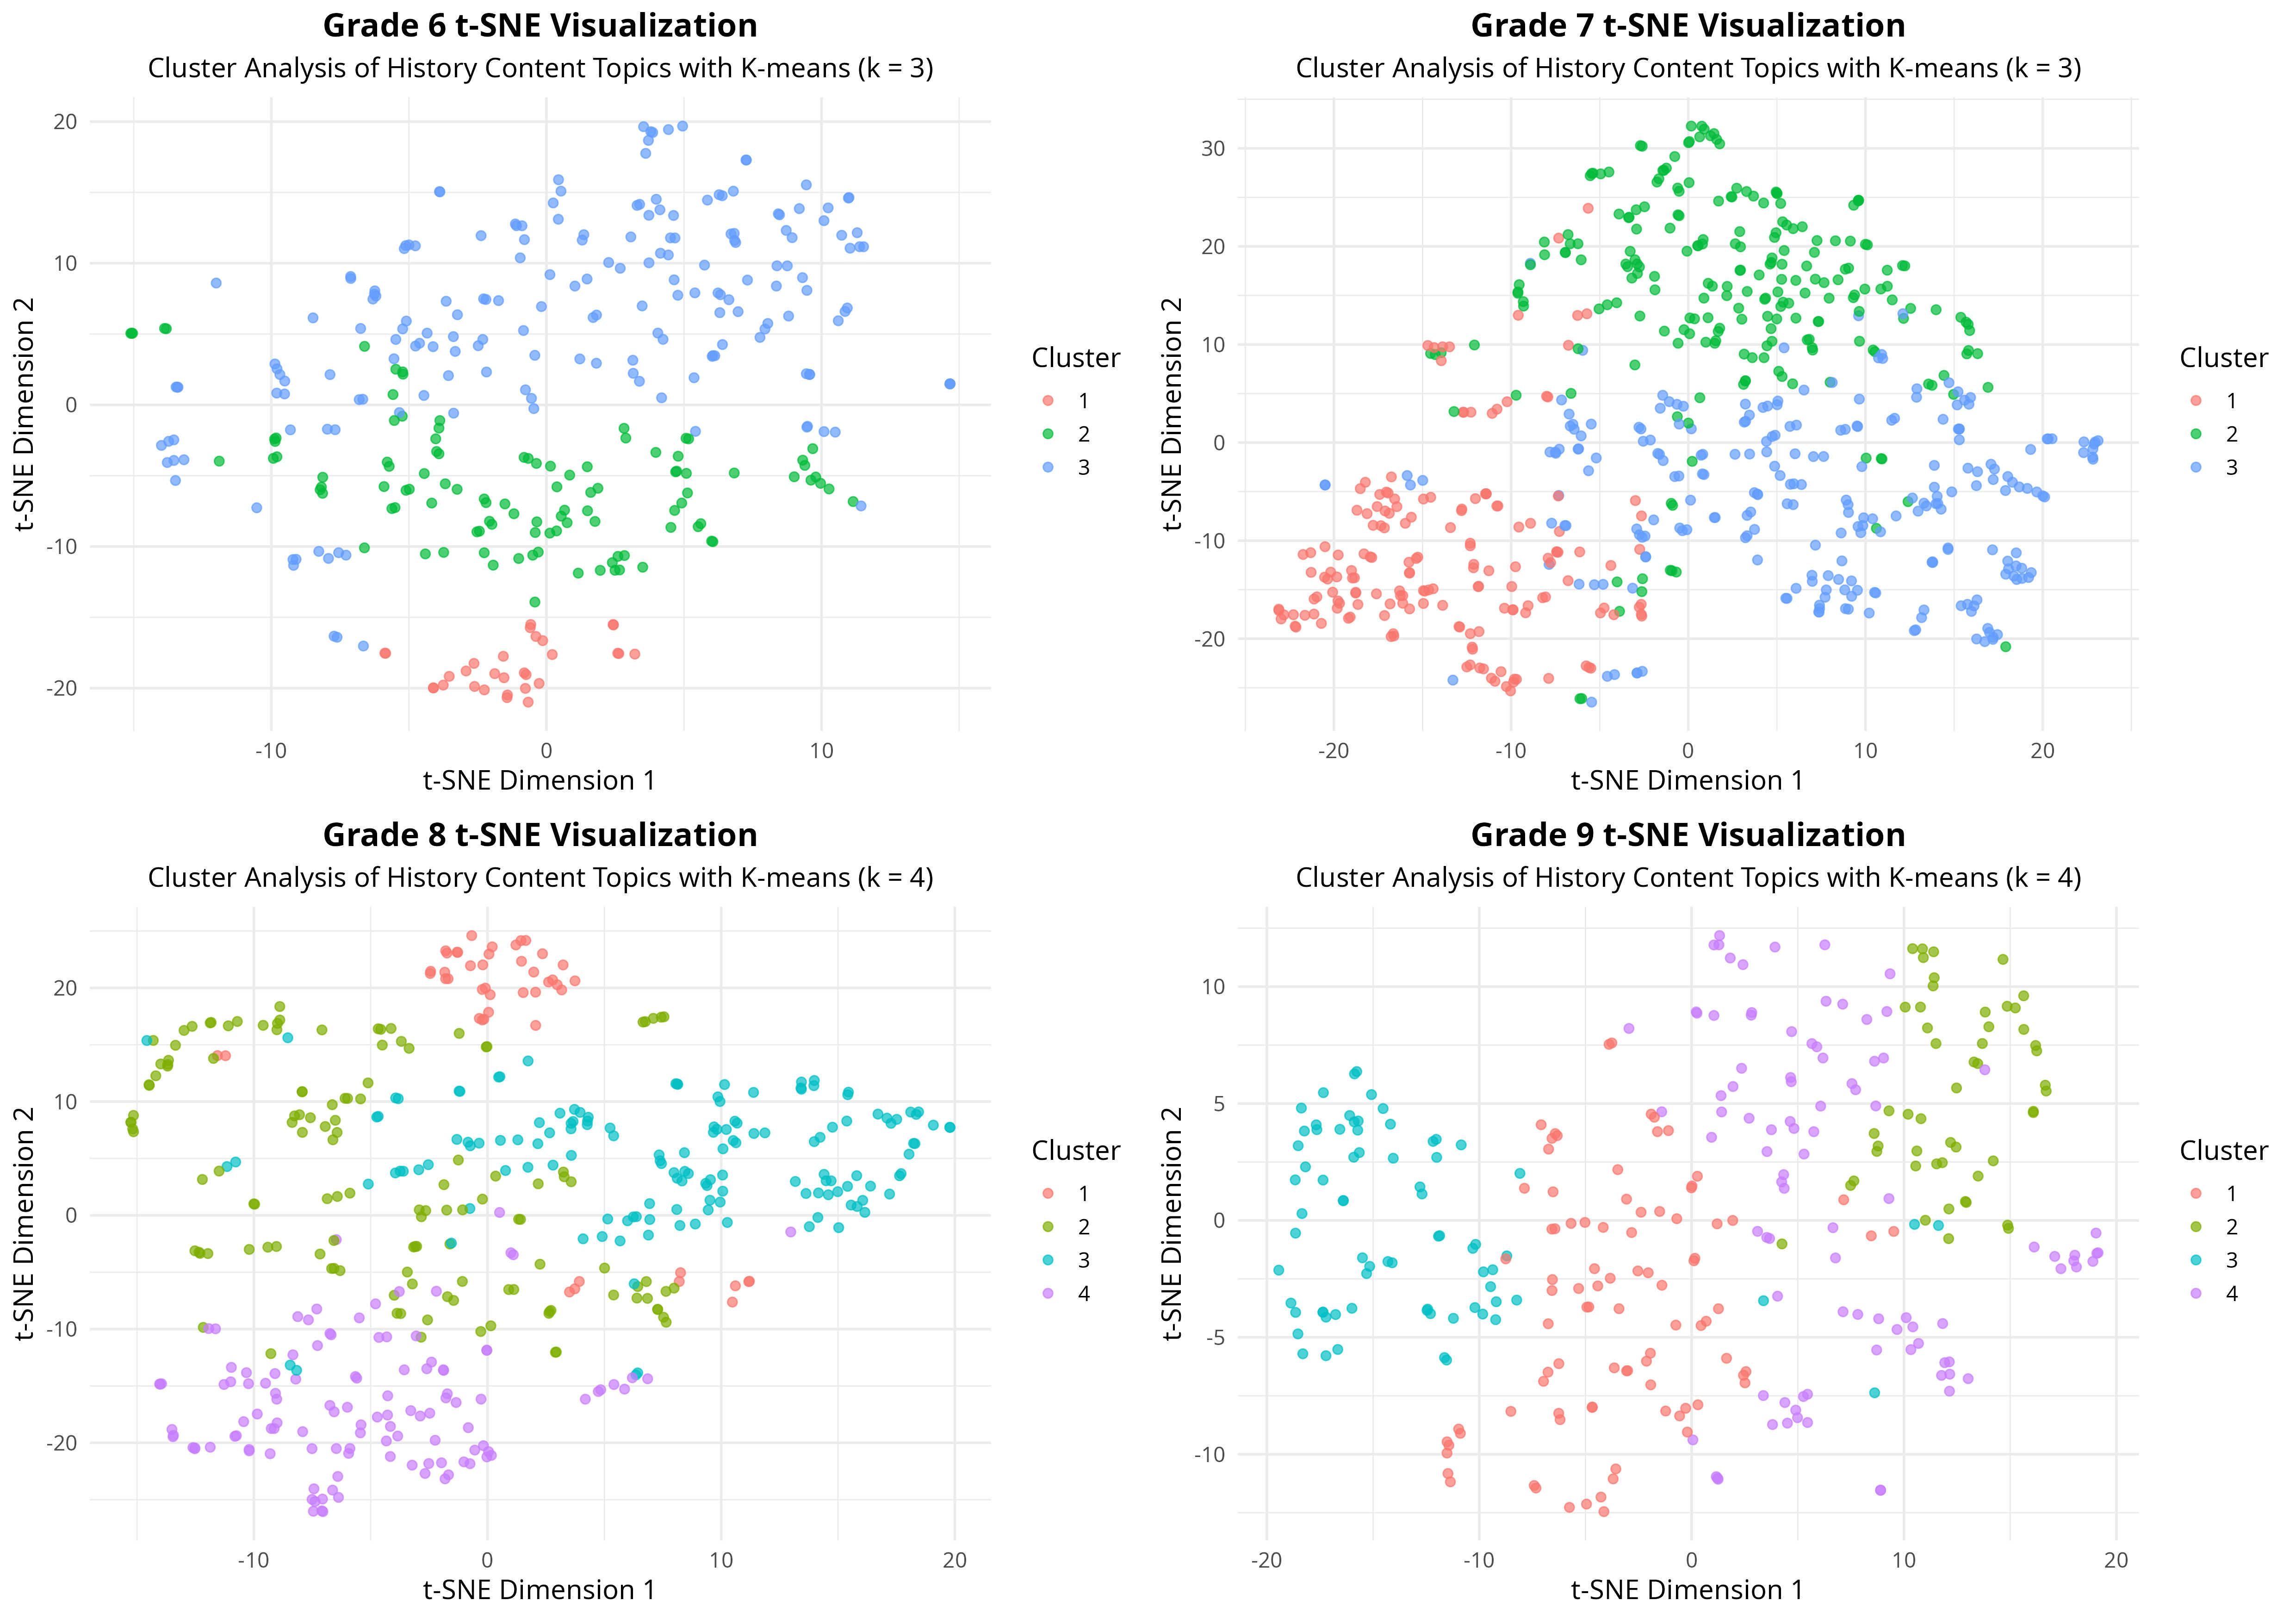 Grade 6 t-SNE Visualization
Cluster Analysis of History Content Topics with K-means (k = 3)
20
10
0
-10
-20
t-SNE Dimension 2
-10
0
10
t-SNE Dimension 1
Cluster
1
2
3
Grade 7 t-SNE Visualization
Cluster Analysis of History Content Topics with K-means (k = 3)
30
20
10
0
-10
-20
t-SNE Dimension 2
-20
-10
0
10
20
t-SNE Dimension 1
Cluster
1
2
3
Grade 8 t-SNE Visualization
Cluster Analysis of History Content Topics with K-means (k = 4)
20
10
0
-10
-20
t-SNE Dimension 2
-10
0
10
20
t-SNE Dimension 1
Cluster
1
2
3
4
Grade 9 t-SNE Visualization
Cluster Analysis of History Content Topics with K-means (k = 4)
10
5
0
-5
-10
t-SNE Dimension 2
-20
-10
0
10
20
t-SNE Dimension 1
Cluster
1
2
3
4